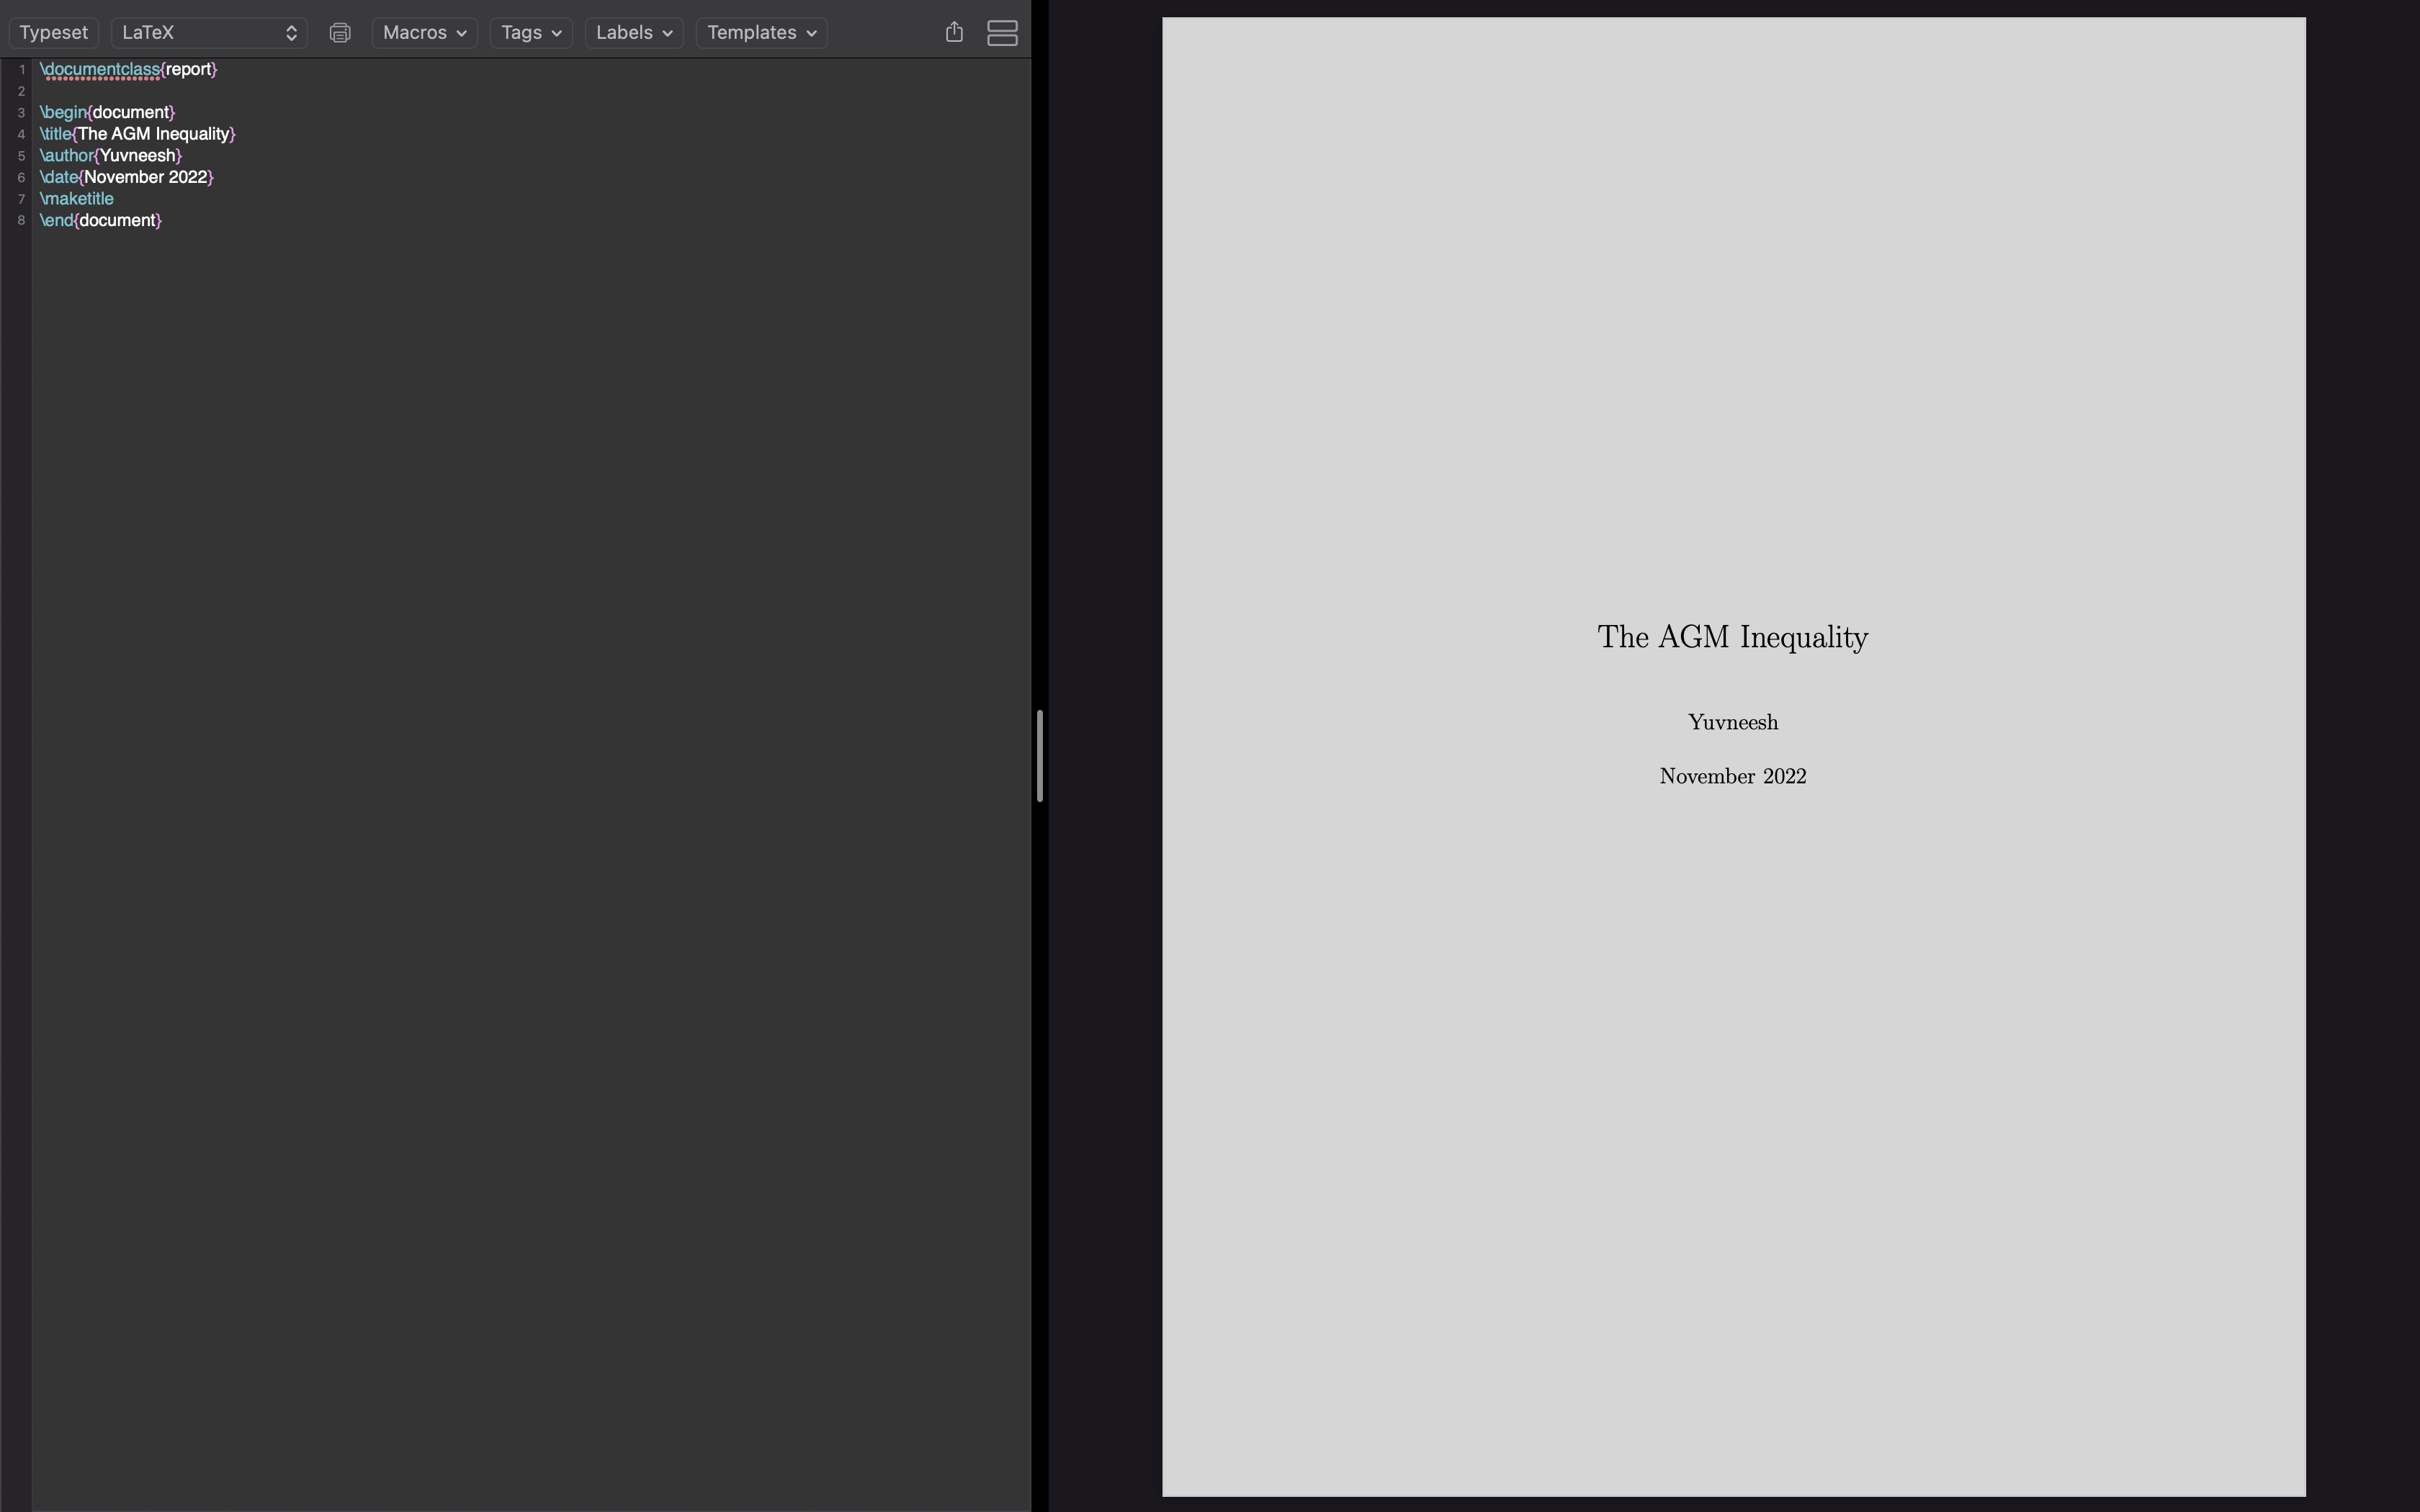 Typeset LaTeX Macros Tags Labels Templates
1 \documentclass{report}
2
3 \begin{document}
4 \title{The AGM Inequality}
5 \author{Yuvneesh}
6 \date{November 2022}
7 \maketitle
8 \end{document}
The AGM Inequality
Yuvneesh
November 2022